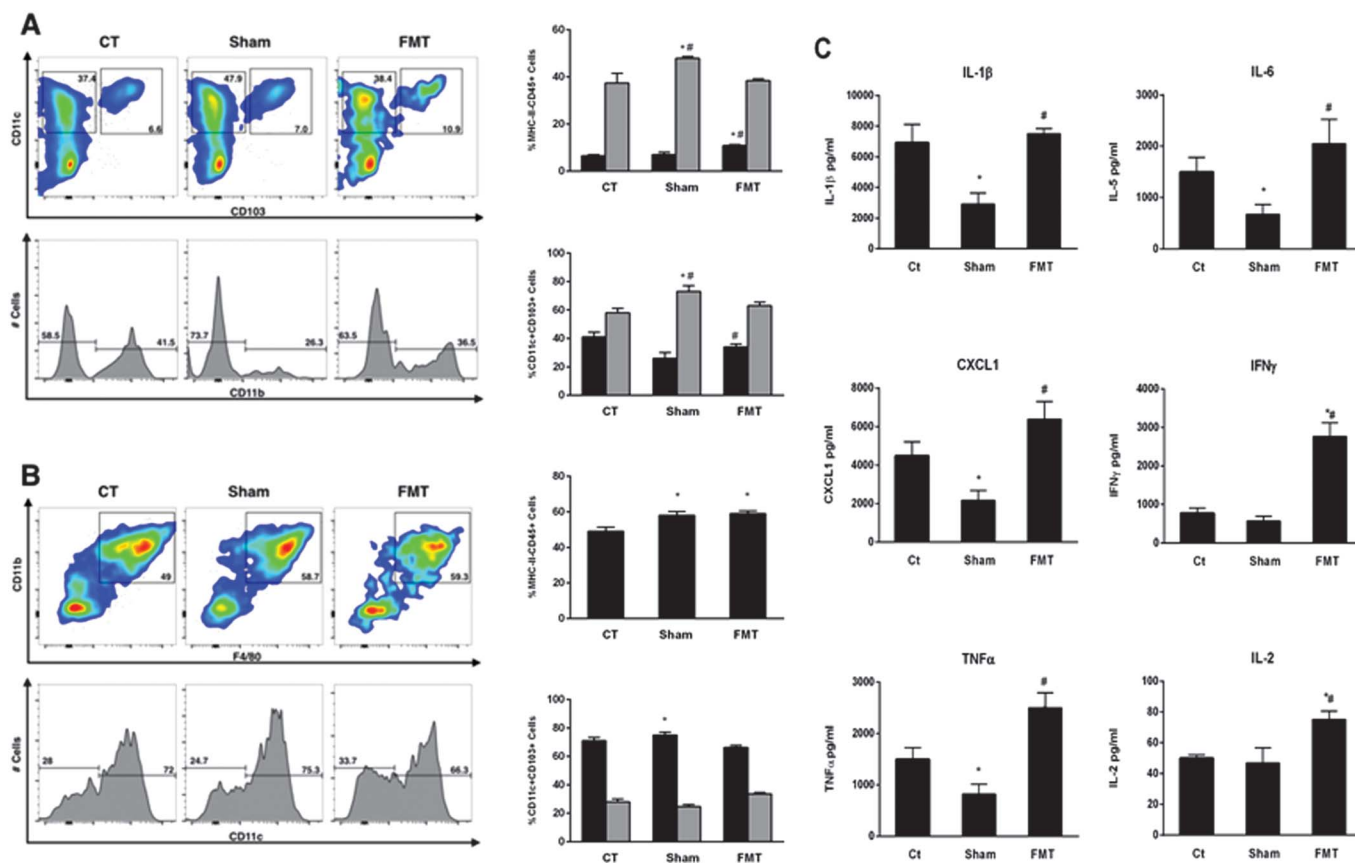 A
CT Sham FMT
CD11c
37.4 47.9 38.4
6.6 # 7.0 10.9
CD103
# Cells
58.5 41.5 73.7 26.3 63.5 36.5
CD11b
%MHC-II-CD45+ Cells
60
40
20
0
* #
* #
CT Sham FMT
%CD11c+CD103+ Cells
100
80
60
40
20
0
* #
#
CT Sham FMT
B
CT Sham FMT
CD11b
49 58.7 59.3
F4/80
# Cells
28 72 24.7 75.3 33.7 66.3
CD11c
%MHC-II-CD45+ Cells
80
60
40
20
0
* *
CT Sham FMT
%CD11c+CD103+ Cells
100
80
60
40
20
0
*
CT Sham FMT
C
IL-1β
IL-1β pg/ml
10000
8000
6000
4000
2000
0
* #
Ct Sham FMT
IL-6
IL-5 pg/ml
3000
2000
1000
0
* #
Ct Sham FMT
CXCL1
CXCL1 pg/ml
8000
6000
4000
2000
0
* #
Ct Sham FMT
IFNγ
IFNγ pg/ml
4000
3000
2000
1000
0
*#
Ct Sham FMT
TNFα
TNFα pg/ml
3000
2000
1000
0
* #
Ct Sham FMT
IL-2
IL-2 pg/ml
100
80
60
40
20
0
*#
Ct Sham FMT